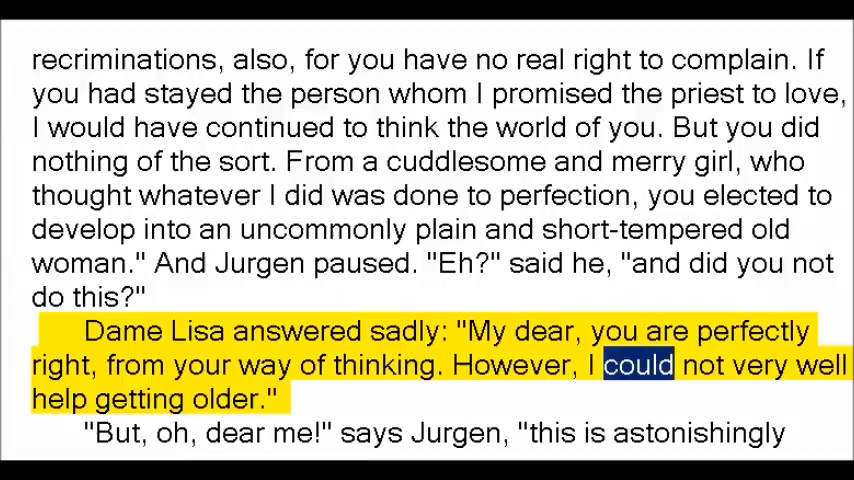 recriminations, also, for you have no real right to complain. If
you had stayed the person whom I promised the priest to love,
I would have continued to think the world of you. But you did
nothing of the sort. From a cuddlesome and merry girl, who
thought whatever I did was done to perfection, you elected to
develop into an uncommonly plain and short-tempered old
woman." And Jurgen paused. "Eh?" said he, "and did you not
do this?"
Dame Lisa answered sadly: "My dear, you are perfectly
right, from your way of thinking. However, I could not very well
help getting older."
"But, oh, dear me!" says Jurgen, "this is astonishingly